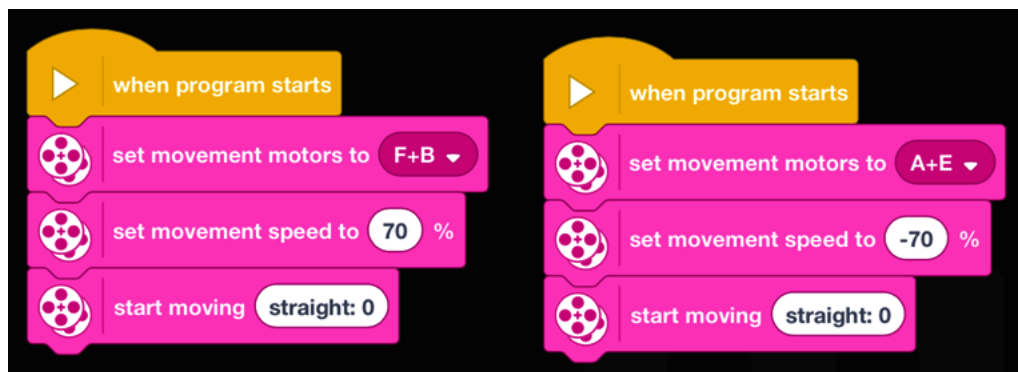 when program starts
set movement motors to F+B
set movement speed to 70 %
start moving straight: 0
when program starts
set movement motors to A+E
set movement speed to -70 %
start moving straight: 0